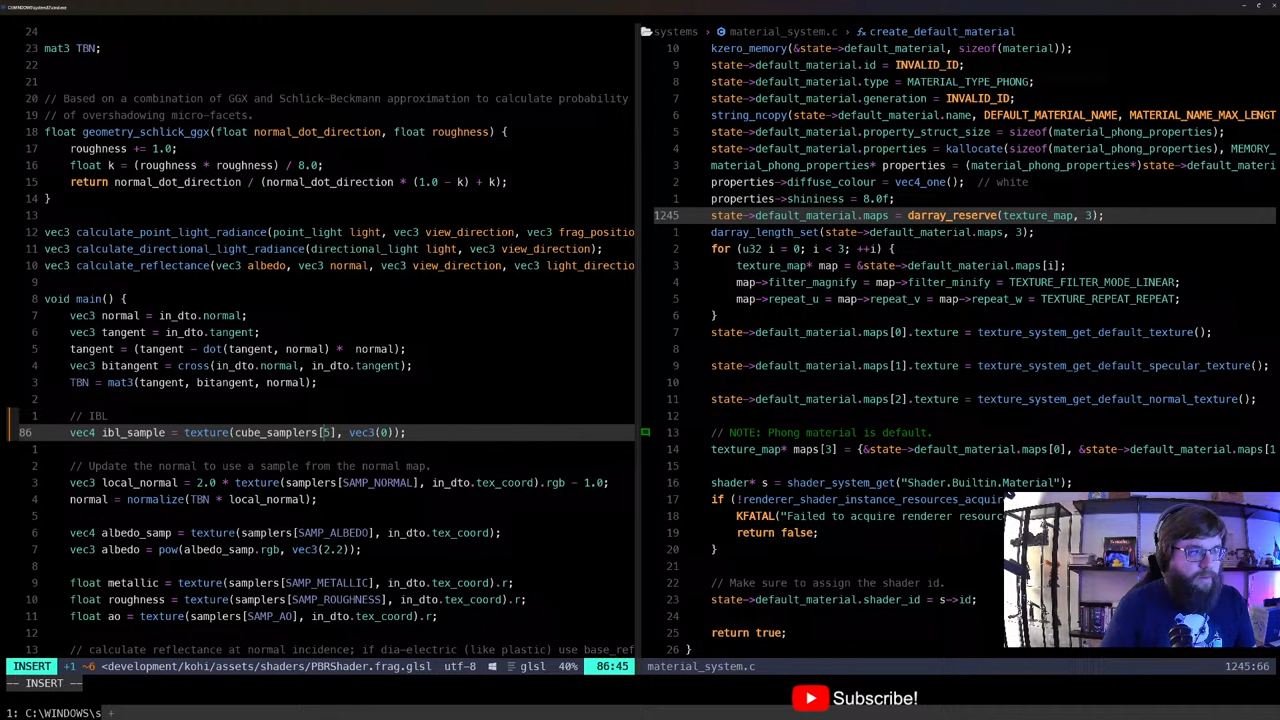 C:\WINDOWS\system32\cmd.exe
24
23 mat3 TBN;
22
21
20 // Based on a combination of GGX and Schlick-Beckmann approximation to calculate probability
19 // of overshadowing micro-facets.
18 float geometry_schlick_ggx(float normal_dot_direction, float roughness) {
17 roughness += 1.0;
16 float k = (roughness * roughness) / 8.0;
15 return normal_dot_direction / (normal_dot_direction * (1.0 - k) + k);
14 }
13
12 vec3 calculate_point_light_radiance(point_light light, vec3 view_direction, vec3 frag_positio
11 vec3 calculate_directional_light_radiance(directional_light light, vec3 view_direction);
10 vec3 calculate_reflectance(vec3 albedo, vec3 normal, vec3 view_direction, vec3 light_directio
9
8 void main() {
7 vec3 normal = in_dto.normal;
6 vec3 tangent = in_dto.tangent;
5 tangent = (tangent - dot(tangent, normal) * normal);
4 vec3 bitangent = cross(in_dto.normal, in_dto.tangent);
3 TBN = mat3(tangent, bitangent, normal);
2
1 // IBL
86 vec4 ibl_sample = texture(cube_samplers[5], vec3(0));
1
2 // Update the normal to use a sample from the normal map.
3 vec3 local_normal = 2.0 * texture(samplers[SAMP_NORMAL], in_dto.tex_coord).rgb - 1.0;
4 normal = normalize(TBN * local_normal);
5
6 vec4 albedo_samp = texture(samplers[SAMP_ALBEDO], in_dto.tex_coord);
7 vec3 albedo = pow(albedo_samp.rgb, vec3(2.2));
8
9 float metallic = texture(samplers[SAMP_METALLIC], in_dto.tex_coord).r;
10 float roughness = texture(samplers[SAMP_ROUGHNESS], in_dto.tex_coord).r;
11 float ao = texture(samplers[SAMP_AO], in_dto.tex_coord).r;
12
13 // calculate reflectance at normal incidence; if dia-electric (like plastic) use base_ref
INSERT +1 ~6 <development/kohi/assets/shaders/PBRShader.frag.glsl utf-8 glsl 40% 86:45
-- INSERT --
1: C:\WINDOWS\s +
systems > material_system.c > create_default_material
10 kzero_memory(&state->default_material, sizeof(material));
9 state->default_material.id = INVALID_ID;
8 state->default_material.type = MATERIAL_TYPE_PHONG;
7 state->default_material.generation = INVALID_ID;
6 string_ncopy(state->default_material.name, DEFAULT_MATERIAL_NAME, MATERIAL_NAME_MAX_LENGT
5 state->default_material.property_struct_size = sizeof(material_phong_properties);
4 state->default_material.properties = kallocate(sizeof(material_phong_properties), MEMORY_
3 material_phong_properties* properties = (material_phong_properties*)state->default_materi
2 properties->diffuse_colour = vec4_one(); // white
1 properties->shininess = 8.0f;
1245 state->default_material.maps = darray_reserve(texture_map, 3);
1 darray_length_set(state->default_material.maps, 3);
2 for (u32 i = 0; i < 3; ++i) {
3 texture_map* map = &state->default_material.maps[i];
4 map->filter_magnify = map->filter_minify = TEXTURE_FILTER_MODE_LINEAR;
5 map->repeat_u = map->repeat_v = map->repeat_w = TEXTURE_REPEAT_REPEAT;
6 }
7 state->default_material.maps[0].texture = texture_system_get_default_texture();
8
9 state->default_material.maps[1].texture = texture_system_get_default_specular_texture();
10
11 state->default_material.maps[2].texture = texture_system_get_default_normal_texture();
12
13 // NOTE: Phong material is default.
14 texture_map* maps[3] = {&state->default_material.maps[0], &state->default_material.maps[1
15
16 shader* s = shader_system_get("Shader.Builtin.Material");
17 if (!renderer_shader_instance_resources_acqui
18 KFATAL("Failed to acquire renderer resourc
19 return false;
20 }
21
22 // Make sure to assign the shader id.
23 state->default_material.shader_id = s->id;
24
25 return true;
26 }
material_system.c 1245:66
Subscribe!